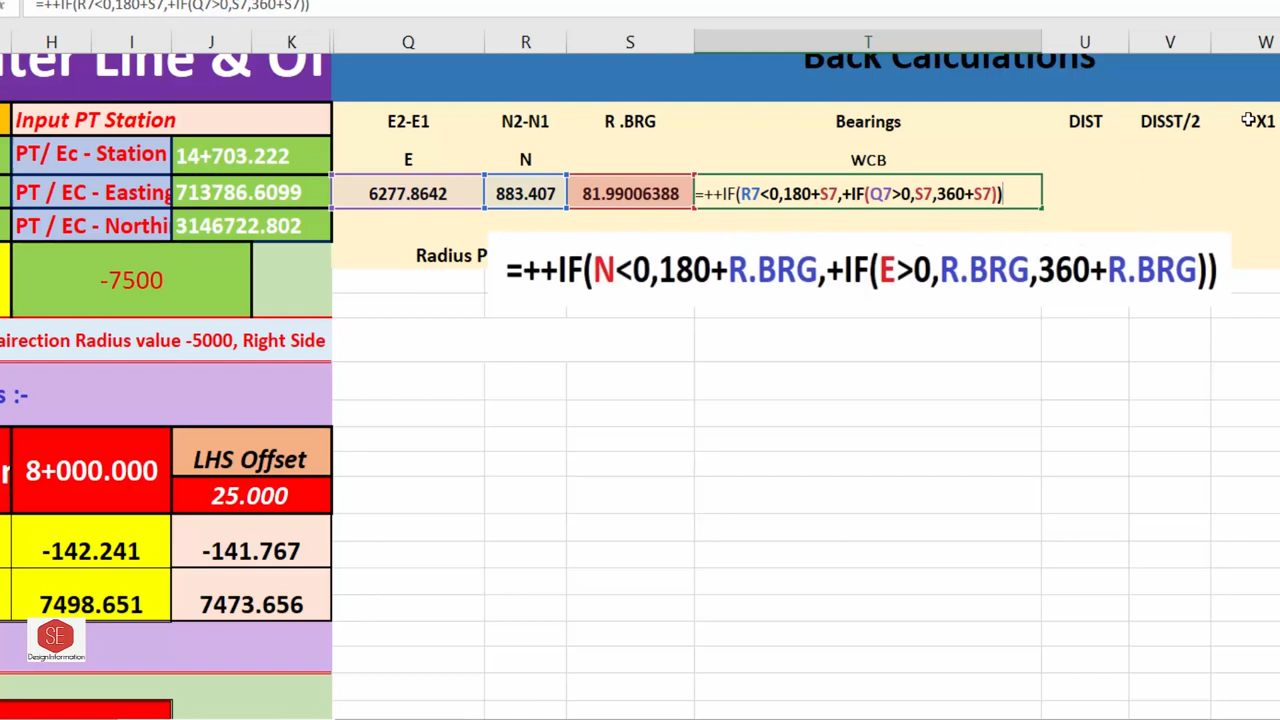 =++IF(R7<0,180+S7,+IF(Q7>0,S7,360+S7))
H I J K Q R S T U V W
ter Line & Of
Back Calculations
Input PT Station
E2-E1 N2-N1 R .BRG Bearings DIST DISST/2 X1
PT/ Ec - Station 14+703.222
E N WCB
PT / EC - Easting 713786.6099
6277.8642 883.407 81.99006388 =++IF(R7<0,180+S7,+IF(Q7>0,S7,360+S7))
PT / EC - Northi 3146722.802
Radius P
=++IF(N<0,180+R.BRG,+IF(E>0,R.BRG,360+R.BRG))
-7500
airection Radius value -5000, Right Side
s :-
8+000.000
LHS Offset
25.000
-142.241 -141.767
7498.651 7473.656
SE
DesignInformation